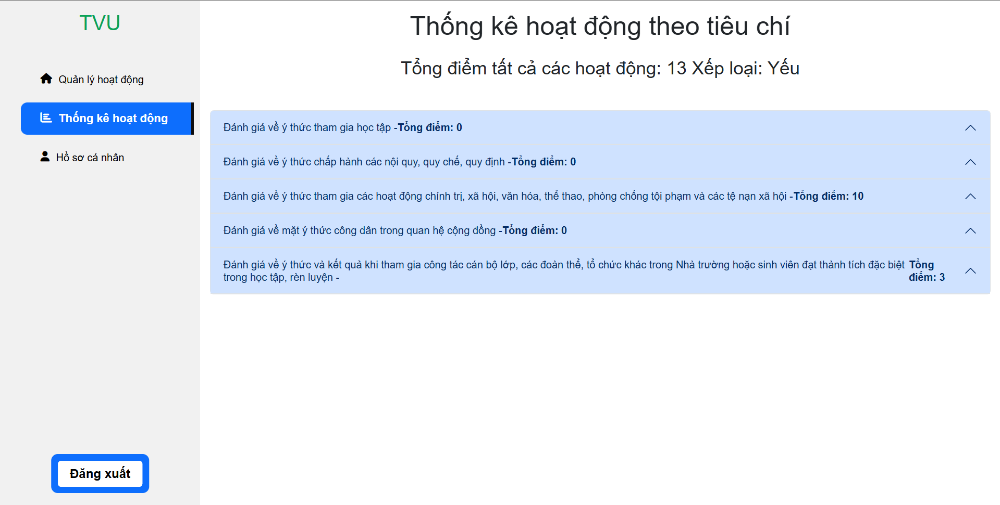 TVU
Quản lý hoạt động
Thống kê hoạt động
Hồ sơ cá nhân
Đăng xuất
Thống kê hoạt động theo tiêu chí
Tổng điểm tất cả các hoạt động: 13 Xếp loại: Yếu
Đánh giá về ý thức tham gia học tập -Tổng điểm: 0
Đánh giá về ý thức chấp hành các nội quy, quy chế, quy định -Tổng điểm: 0
Đánh giá về ý thức tham gia các hoạt động chính trị, xã hội, văn hóa, thể thao, phòng chống tội phạm và các tệ nạn xã hội -Tổng điểm: 10
Đánh giá về mặt ý thức công dân trong quan hệ cộng đồng -Tổng điểm: 0
Đánh giá về ý thức và kết quả khi tham gia công tác cán bộ lớp, các đoàn thể, tổ chức khác trong Nhà trường hoặc sinh viên đạt thành tích đặc biệt
trong học tập, rèn luyện -
Tổng
điểm: 3